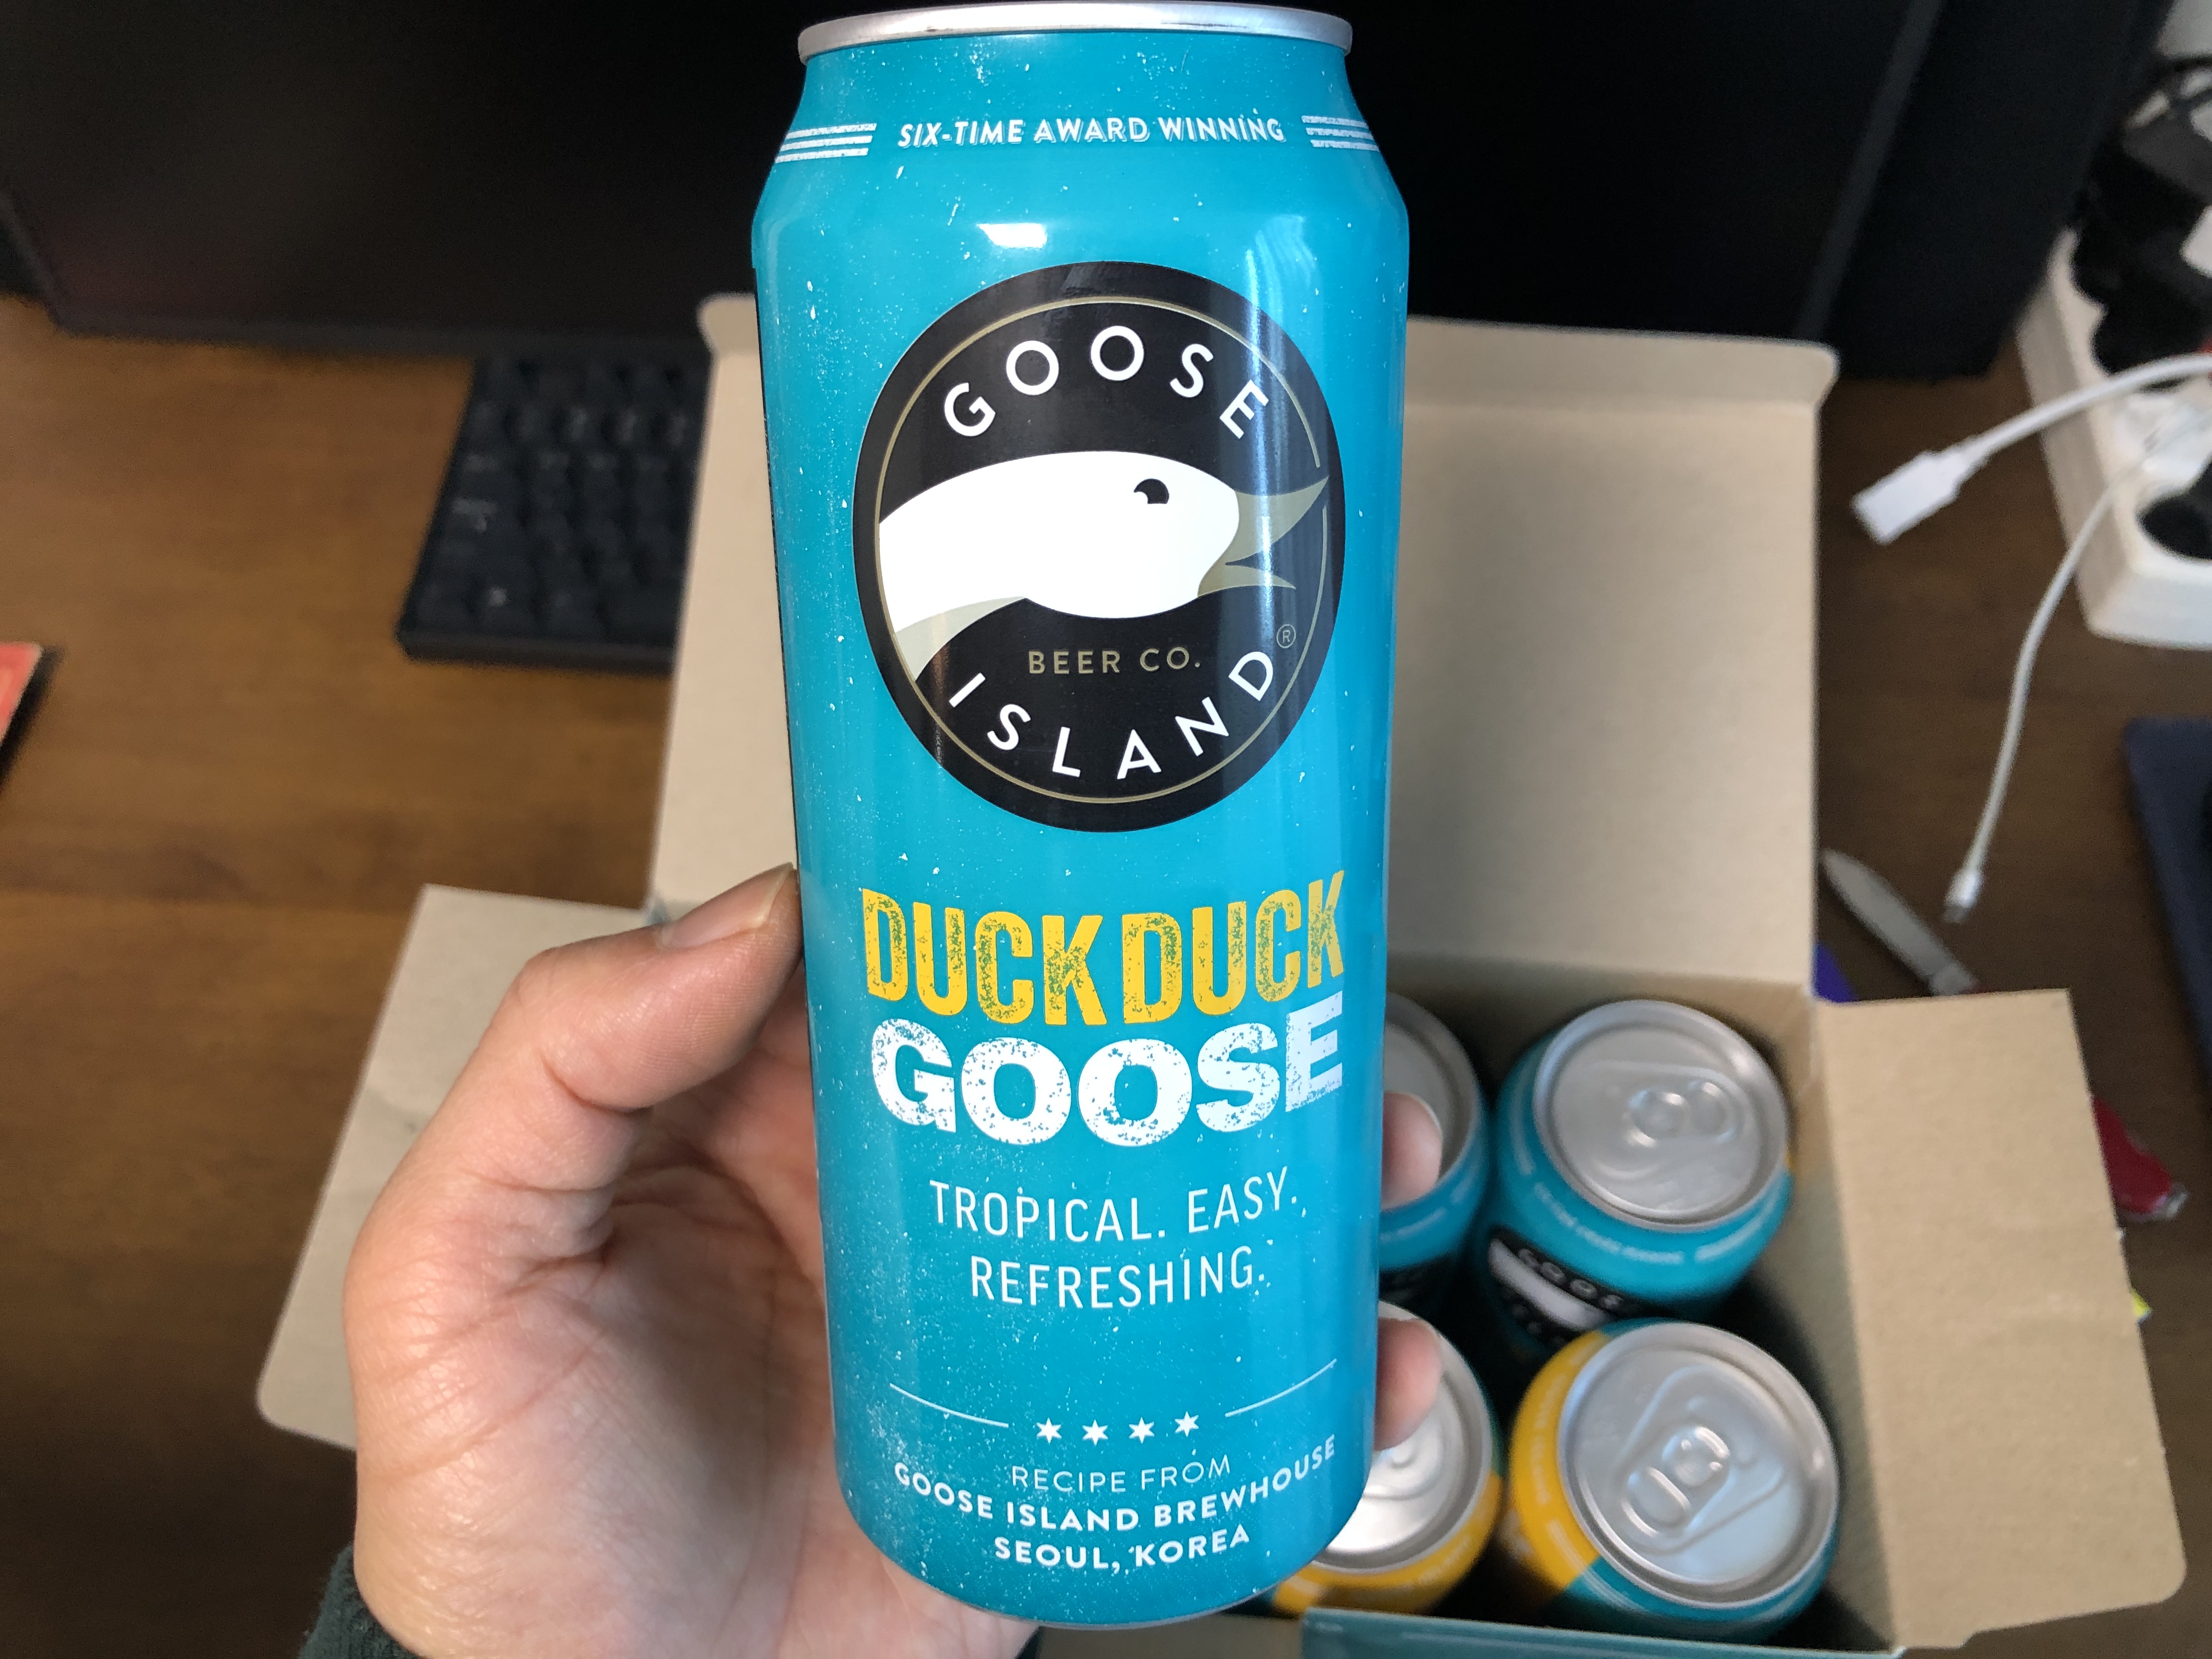 SIX-TIME AWARD WINNING
GOOSE
BEER CO.
ISLAND®
DUCK DUCK
GOOSE
TROPICAL. EASY.
REFRESHING.
RECIPE FROM
GOOSE ISLAND BREWHOUSE
SEOUL, KOREA